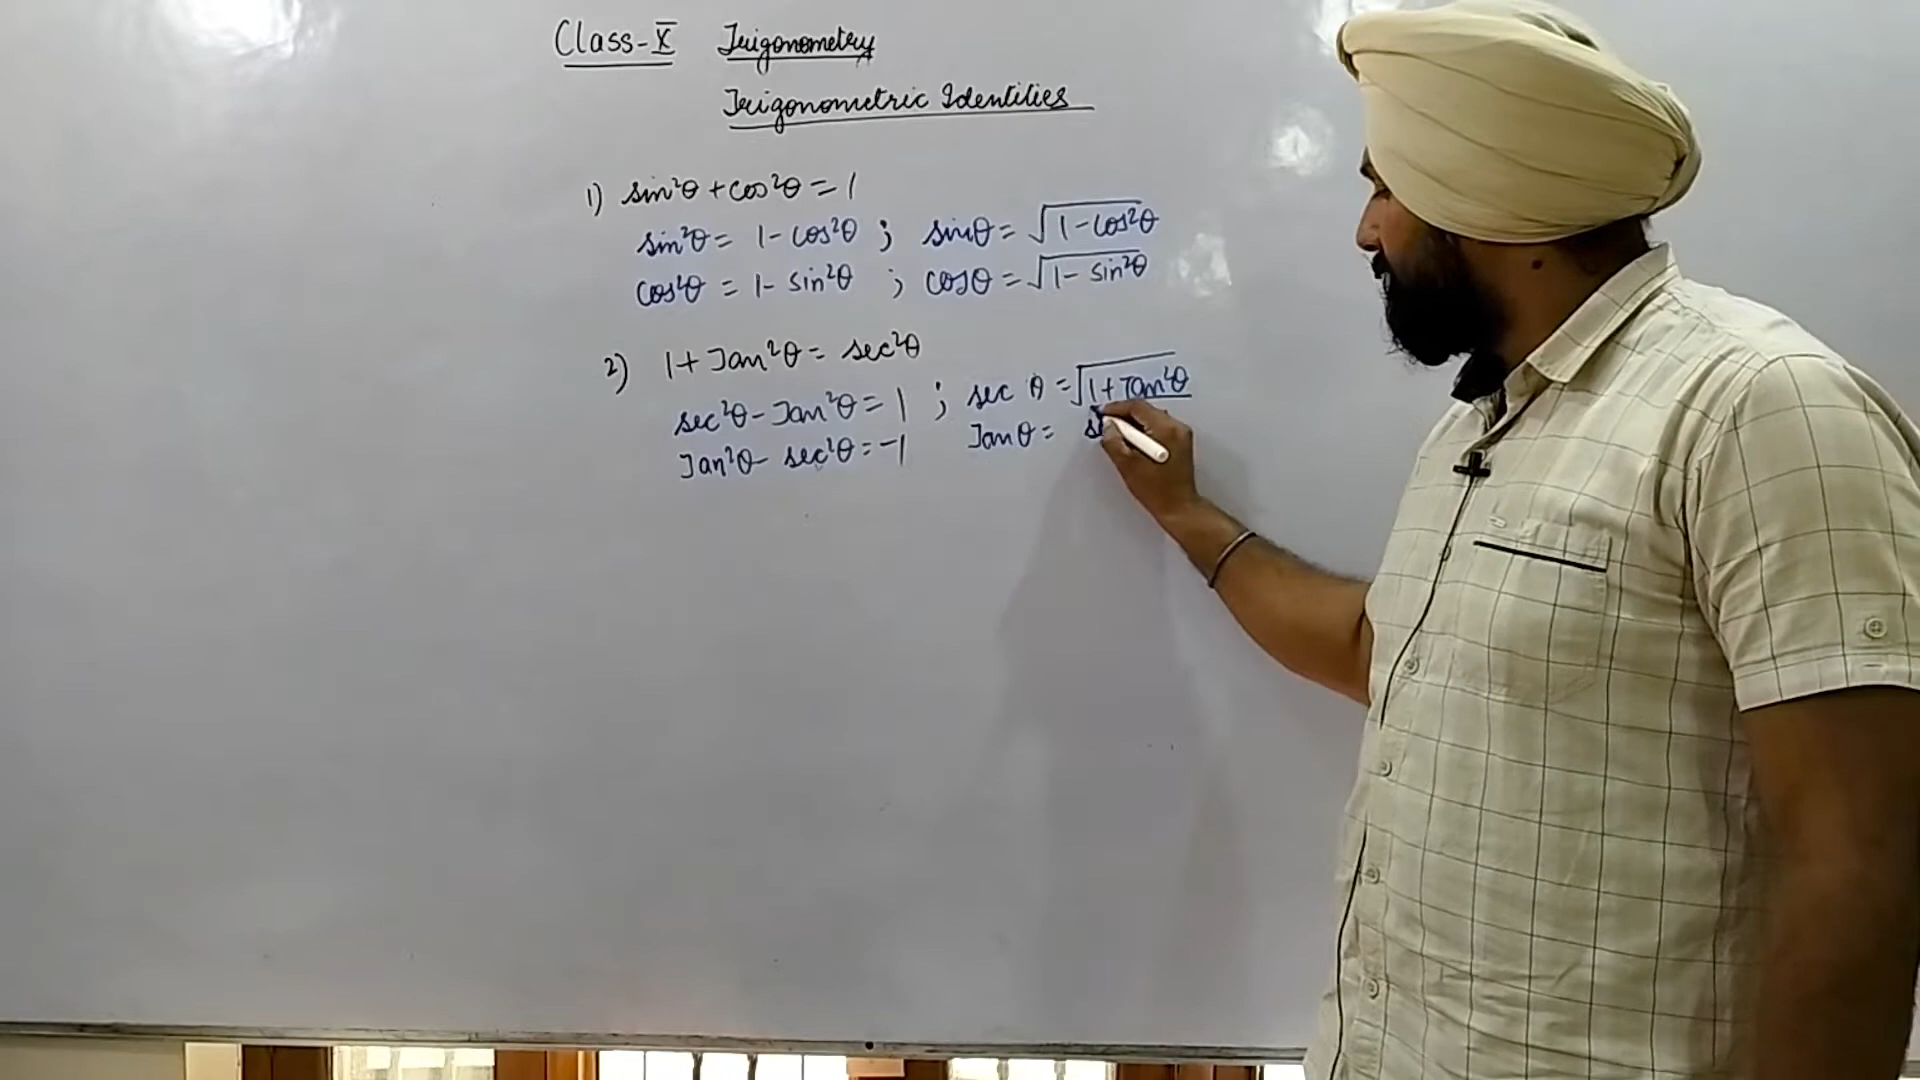 Class-X Trigonometry
Trigonometric Identities
1) sin²θ + cos²θ = 1
sin²θ = 1 - cos²θ ; sinθ = √(1 - cos²θ)
cos²θ = 1 - sin²θ ; cosθ = √(1 - sin²θ)
2) 1 + Tan²θ = sec²θ
sec²θ - Tan²θ = 1 ; sec θ = √(1 + Tan²θ)
Tan²θ - sec²θ = -1 Tanθ =